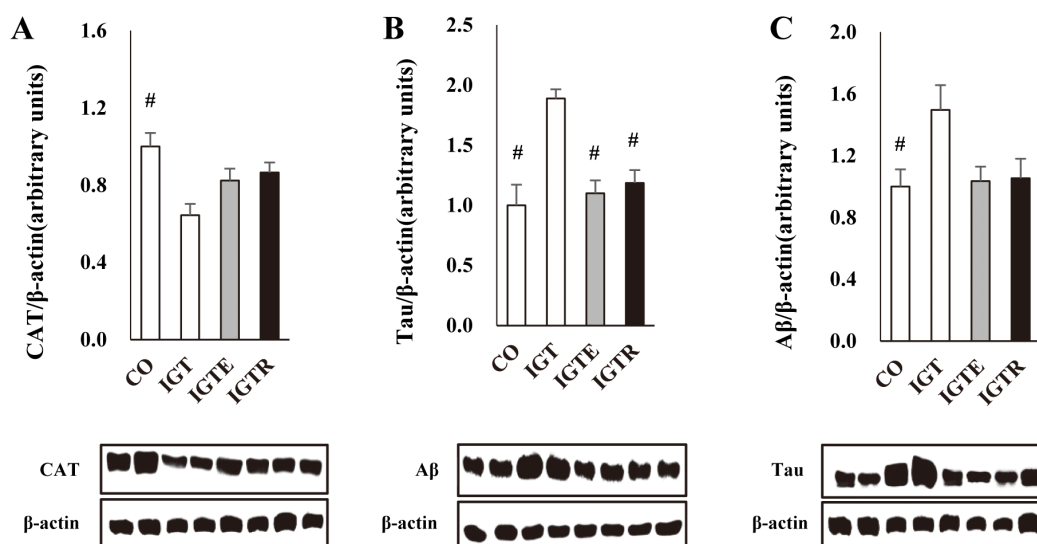 A
CAT/β-actin(arbitrary units)
1.6
1.2
0.8
0.4
0.0
#
CO
IGT
IGTE
IGTR
CAT
β-actin
B
Tau/β-actin(arbitrary units)
2.5
2.0
1.5
1.0
0.5
0.0
#
#
#
CO
IGT
IGTE
IGTR
Aβ
β-actin
C
Aβ/β-actin(arbitrary units)
2.0
1.6
1.2
0.8
0.4
0.0
#
CO
IGT
IGTE
IGTR
Tau
β-actin